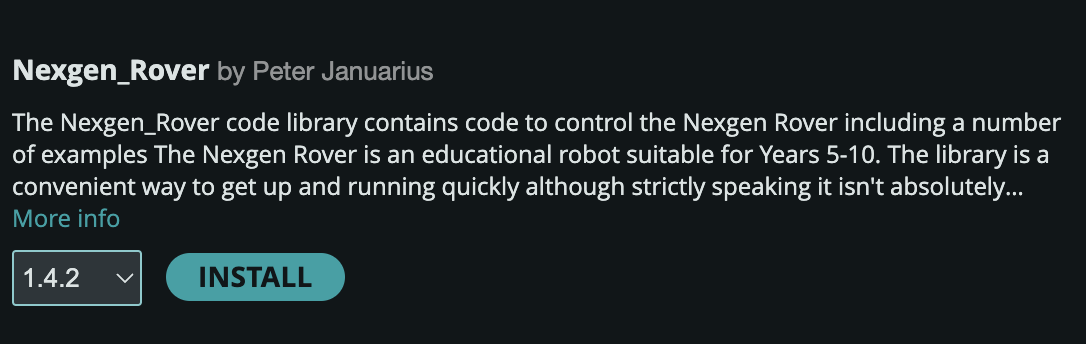 Nexgen_Rover by Peter Januarius
The Nexgen_Rover code library contains code to control the Nexgen Rover including a number
of examples The Nexgen Rover is an educational robot suitable for Years 5-10. The library is a
convenient way to get up and running quickly although strictly speaking it isn't absolutely...
More info
1.4.2 INSTALL